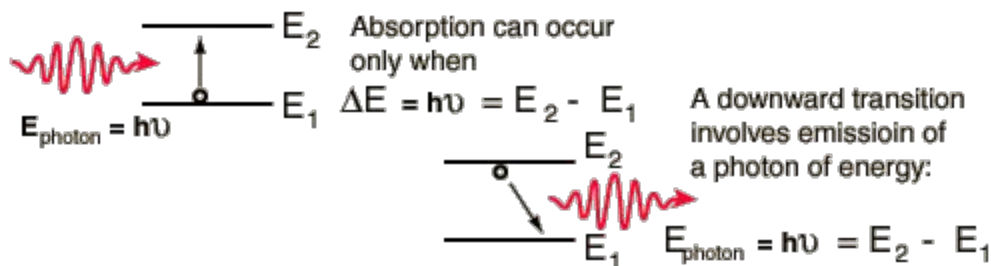 E₂
Absorption can occur
only when
E₁
ΔE = hυ = E₂ - E₁
Ephoton = hυ
A downward transition
involves emissioin of
a photon of energy:
E₂
E₁
Ephoton = hυ = E₂ - E₁